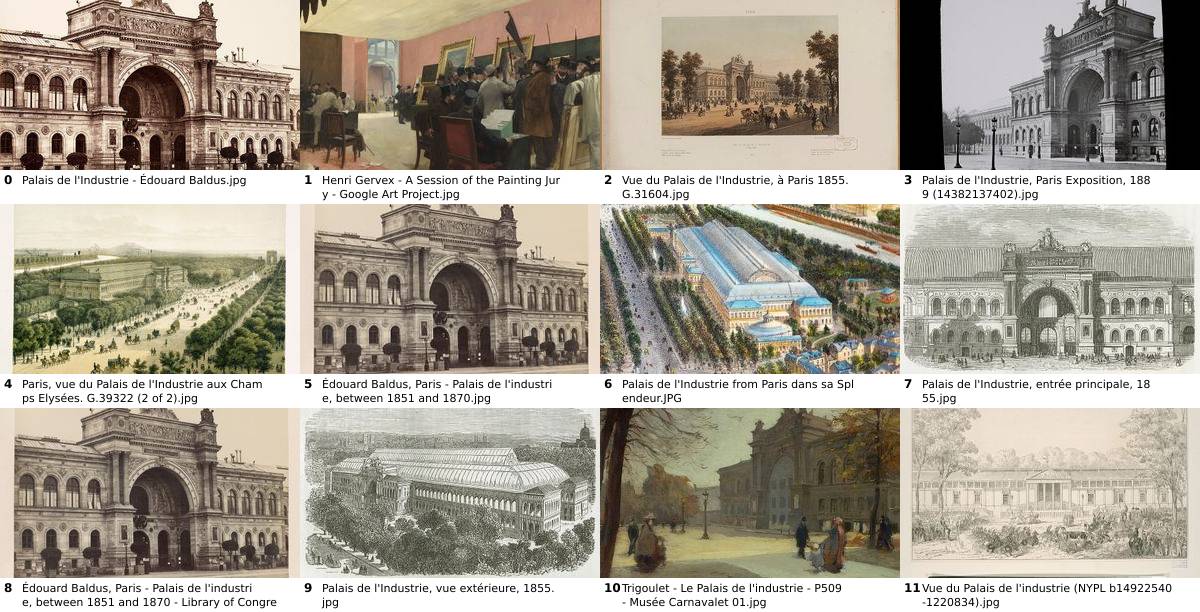 0 Palais de l'Industrie - Édouard Baldus.jpg
1 Henri Gervex - A Session of the Painting Jur
y - Google Art Project.jpg
2 Vue du Palais de l'Industrie, à Paris 1855.
G.31604.jpg
3 Palais de l'Industrie, Paris Exposition, 188
9 (14382137402).jpg
4 Paris, vue du Palais de l'Industrie aux Cham
ps Elysées. G.39322 (2 of 2).jpg
5 Édouard Baldus, Paris - Palais de l'industri
e, between 1851 and 1870.jpg
6 Palais de l'Industrie from Paris dans sa Spl
endeur.JPG
7 Palais de l'Industrie, entrée principale, 18
55.jpg
8 Édouard Baldus, Paris - Palais de l'industri
e, between 1851 and 1870 - Library of Congre
9 Palais de l'Industrie, vue extérieure, 1855.
jpg
10 Trigoulet - Le Palais de l'industrie - P509
- Musée Carnavalet 01.jpg
11 Vue du Palais de l'industrie (NYPL b14922540
-1220834).jpg